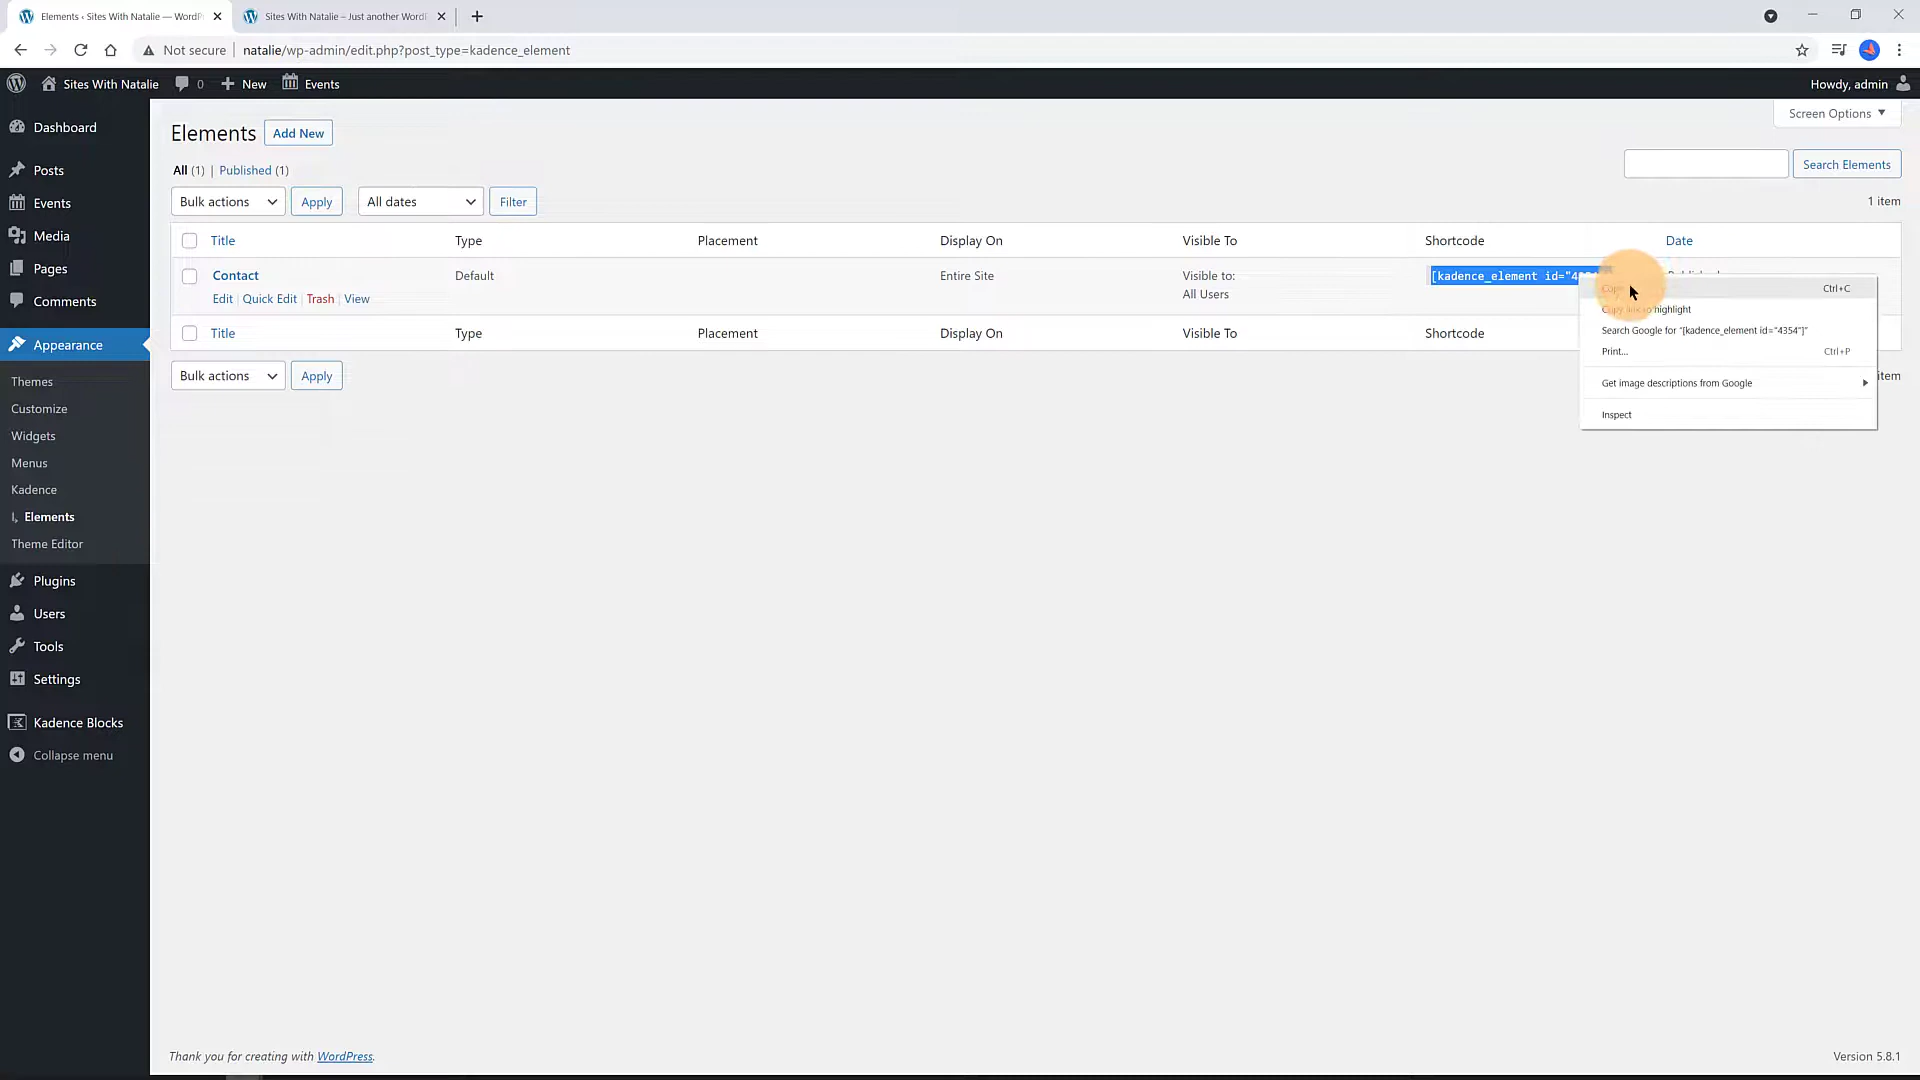 Elements ‹ Sites With Natalie — WordPr
Sites With Natalie – Just another WordP
Not secure
natalie/wp-admin/edit.php?post_type=kadence_element
Sites With Natalie
0
New
Events
Howdy, admin
Dashboard
Posts
Events
Media
Pages
Comments
Appearance
Themes
Customize
Widgets
Menus
Kadence
Elements
Theme Editor
Plugins
Users
Tools
Settings
Kadence Blocks
Collapse menu
Screen Options
Elements
Add New
All (1) | Published (1)
Search Elements
Bulk actions
Apply
All dates
Filter
1 item
Title Type Placement Display On Visible To Shortcode Date
Contact Default Entire Site Visible to: [kadence_element id="4 Published
All Users
Edit | Quick Edit | Trash | View
Title Type Placement Display On Visible To Shortcode
Bulk actions
Apply
item
Copy Ctrl+C
Copy link to highlight
Search Google for "[kadence_element id="4354"]"
Print... Ctrl+P
Get image descriptions from Google
Inspect
Thank you for creating with WordPress.
Version 5.8.1